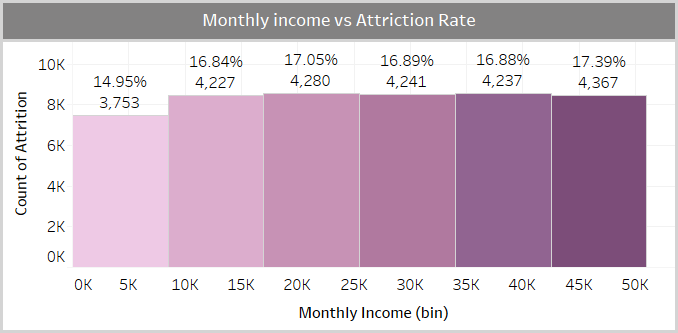 Monthly income vs Attriction Rate
Count of Attrition
10K
8K
6K
4K
2K
0K
14.95%
3,753
16.84%
4,227
17.05%
4,280
16.89%
4,241
16.88%
4,237
17.39%
4,367
0K 5K 10K 15K 20K 25K 30K 35K 40K 45K 50K
Monthly Income (bin)